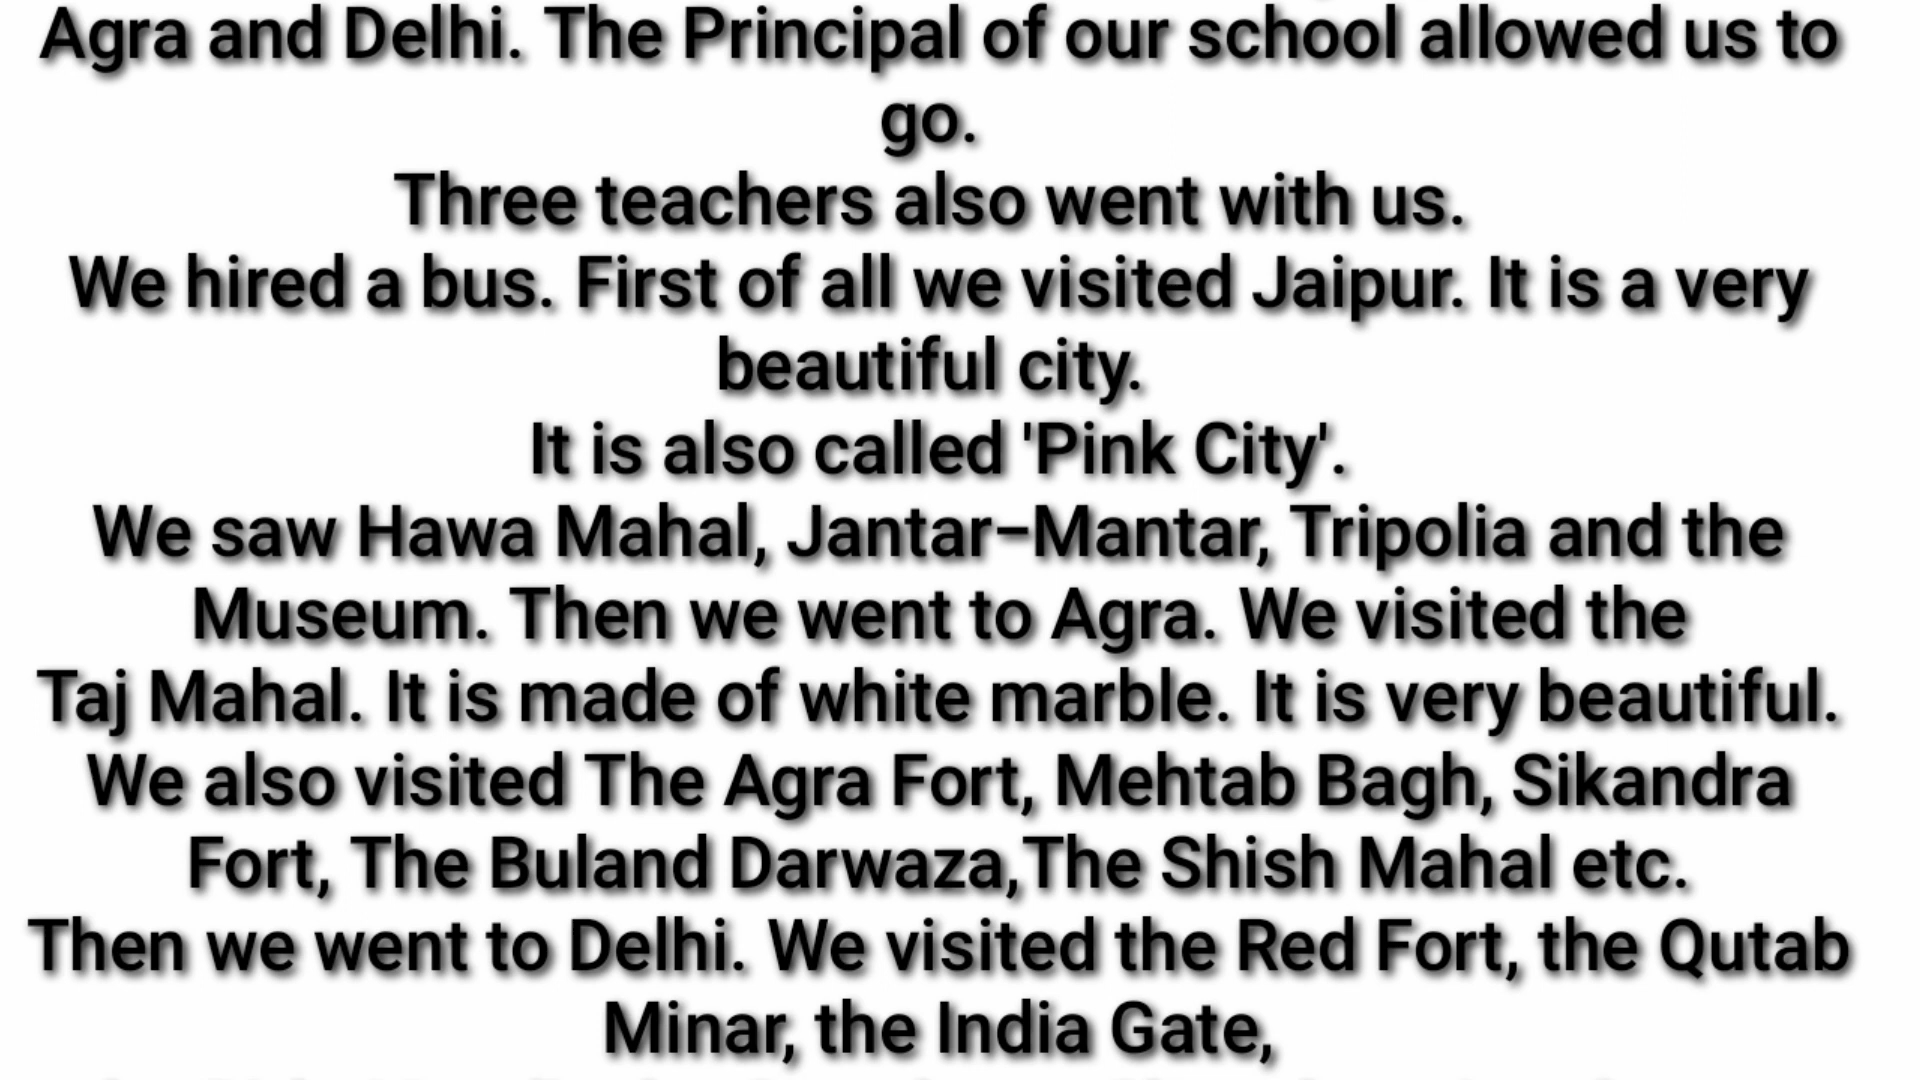 Agra and Delhi. The Principal of our school allowed us to
go.
Three teachers also went with us.
We hired a bus. First of all we visited Jaipur. It is a very
beautiful city.
It is also called 'Pink City'.
We saw Hawa Mahal, Jantar–Mantar, Tripolia and the
Museum. Then we went to Agra. We visited the
Taj Mahal. It is made of white marble. It is very beautiful.
We also visited The Agra Fort, Mehtab Bagh, Sikandra
Fort, The Buland Darwaza,The Shish Mahal etc.
Then we went to Delhi. We visited the Red Fort, the Qutab
Minar, the India Gate,